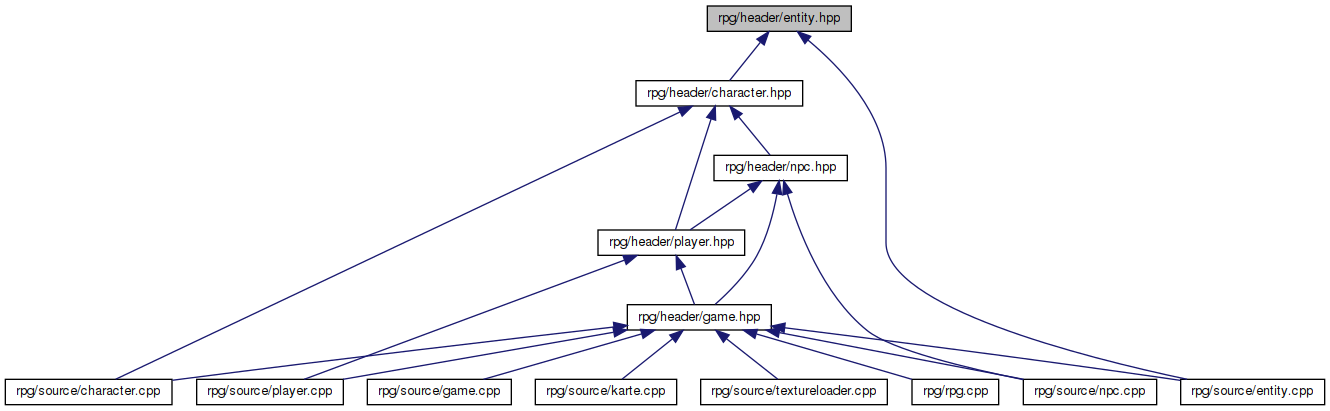 rpg/header/entity.hpp
rpg/header/character.hpp
rpg/header/npc.hpp
rpg/header/player.hpp
rpg/header/game.hpp
rpg/source/character.cpp
rpg/source/player.cpp
rpg/source/game.cpp
rpg/source/karte.cpp
rpg/source/textureloader.cpp
rpg/rpg.cpp
rpg/source/npc.cpp
rpg/source/entity.cpp